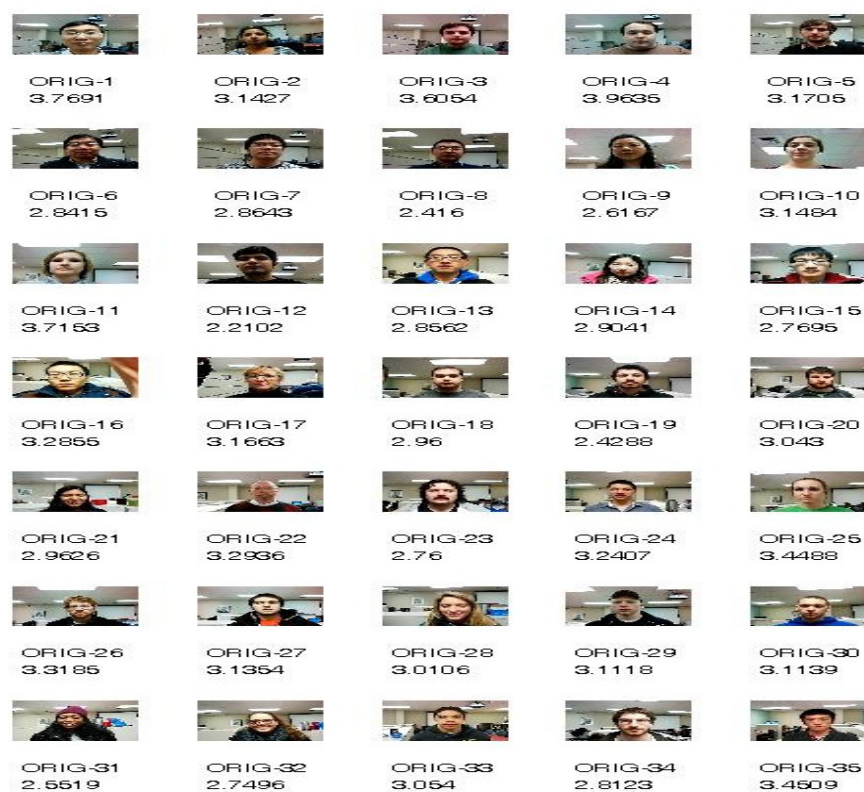 ORIG-1 ORIG-2 ORIG-3 ORIG-4 ORIG-5
3.7691 3.1427 3.6054 3.9635 3.1705
ORIG-6 ORIG-7 ORIG-8 ORIG-9 ORIG-10
2.8415 2.8643 2.416 2.6167 3.1484
ORIG-11 ORIG-12 ORIG-13 ORIG-14 ORIG-15
3.7153 2.2102 2.8562 2.9041 2.7695
ORIG-16 ORIG-17 ORIG-18 ORIG-19 ORIG-20
3.2855 3.1663 2.96 2.4288 3.043
ORIG-21 ORIG-22 ORIG-23 ORIG-24 ORIG-25
2.9626 3.2936 2.76 3.2407 3.4488
ORIG-26 ORIG-27 ORIG-28 ORIG-29 ORIG-30
3.3185 3.1354 3.0106 3.1118 3.1139
ORIG-31 ORIG-32 ORIG-33 ORIG-34 ORIG-35
2.5519 2.7496 3.054 2.8123 3.4509